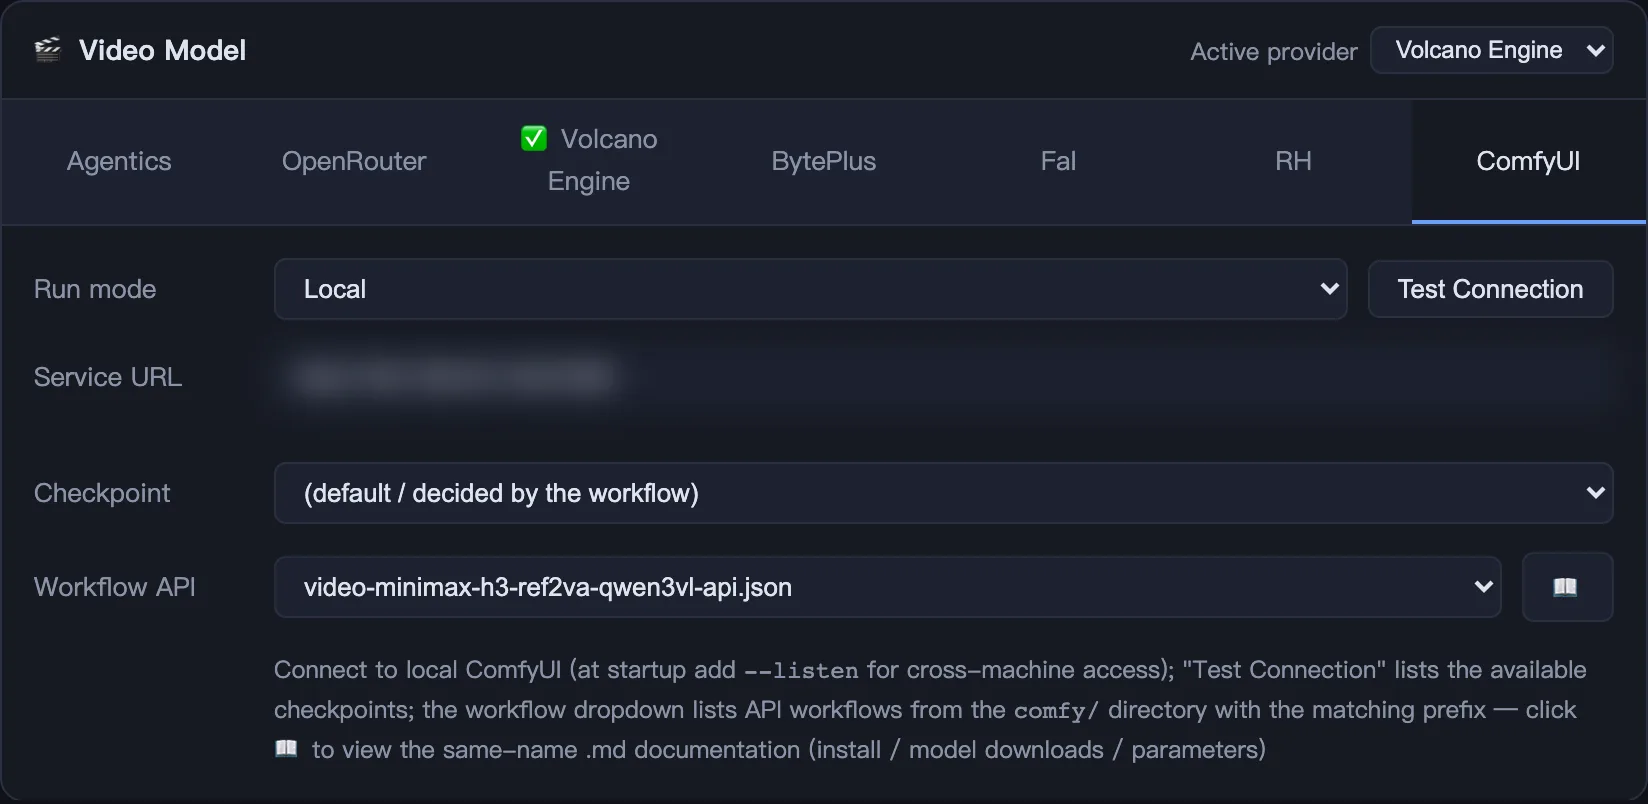 Video Model
Active provider
Volcano Engine
Agentics
OpenRouter
✅ Volcano
Engine
BytePlus
Fal
RH
ComfyUI
Run mode
Local
Test Connection
Service URL
Checkpoint
(default / decided by the workflow)
Workflow API
video-minimax-h3-ref2va-qwen3vl-api.json
Connect to local ComfyUI (at startup add --listen for cross-machine access); "Test Connection" lists the available
checkpoints; the workflow dropdown lists API workflows from the comfy/ directory with the matching prefix — click
📖 to view the same-name .md documentation (install / model downloads / parameters)